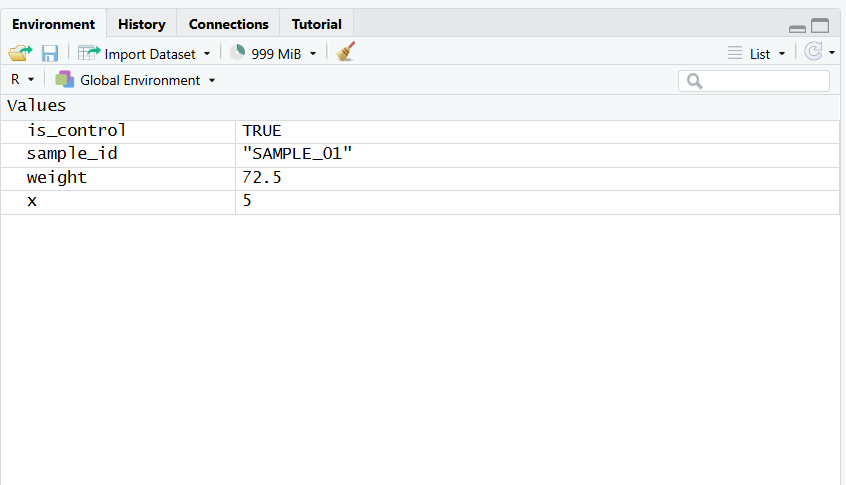 Environment History Connections Tutorial
Import Dataset 999 MiB List
R Global Environment
Values
is_control TRUE
sample_id "SAMPLE_01"
weight 72.5
x 5